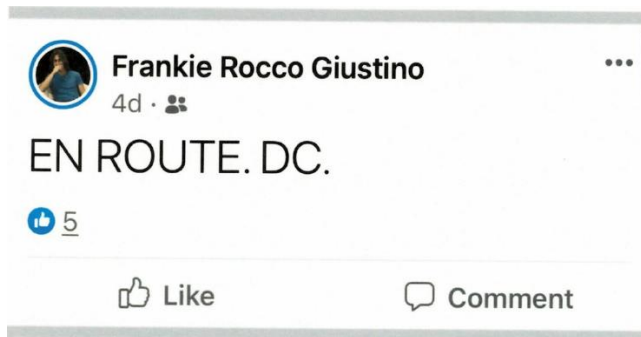 Frankie Rocco Giustino
4d ·
EN ROUTE. DC.
5
Like
Comment